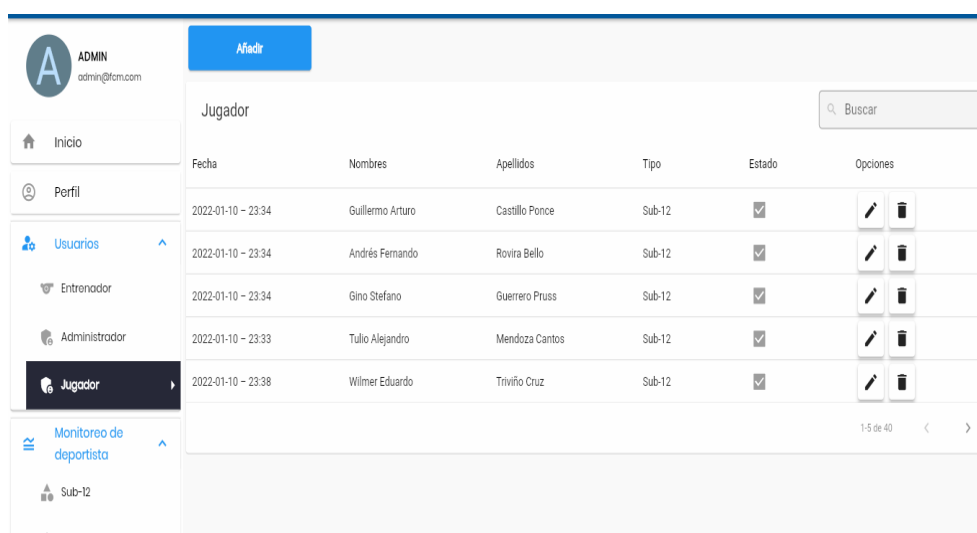 A
ADMIN
admin@fcm.com
Inicio
Perfil
Usuarios
Entrenador
Administrador
Jugador
Monitoreo de
deportista
Sub-12
Añadir
Jugador
Buscar
Fecha Nombres Apellidos Tipo Estado Opciones
2022-01-10 – 23:34 Guillermo Arturo Castillo Ponce Sub-12
2022-01-10 – 23:34 Andrés Fernando Rovira Bello Sub-12
2022-01-10 – 23:34 Gino Stefano Guerrero Pruss Sub-12
2022-01-10 – 23:33 Tulio Alejandro Mendoza Cantos Sub-12
2022-01-10 – 23:38 Wilmer Eduardo Triviño Cruz Sub-12
1-5 de 40